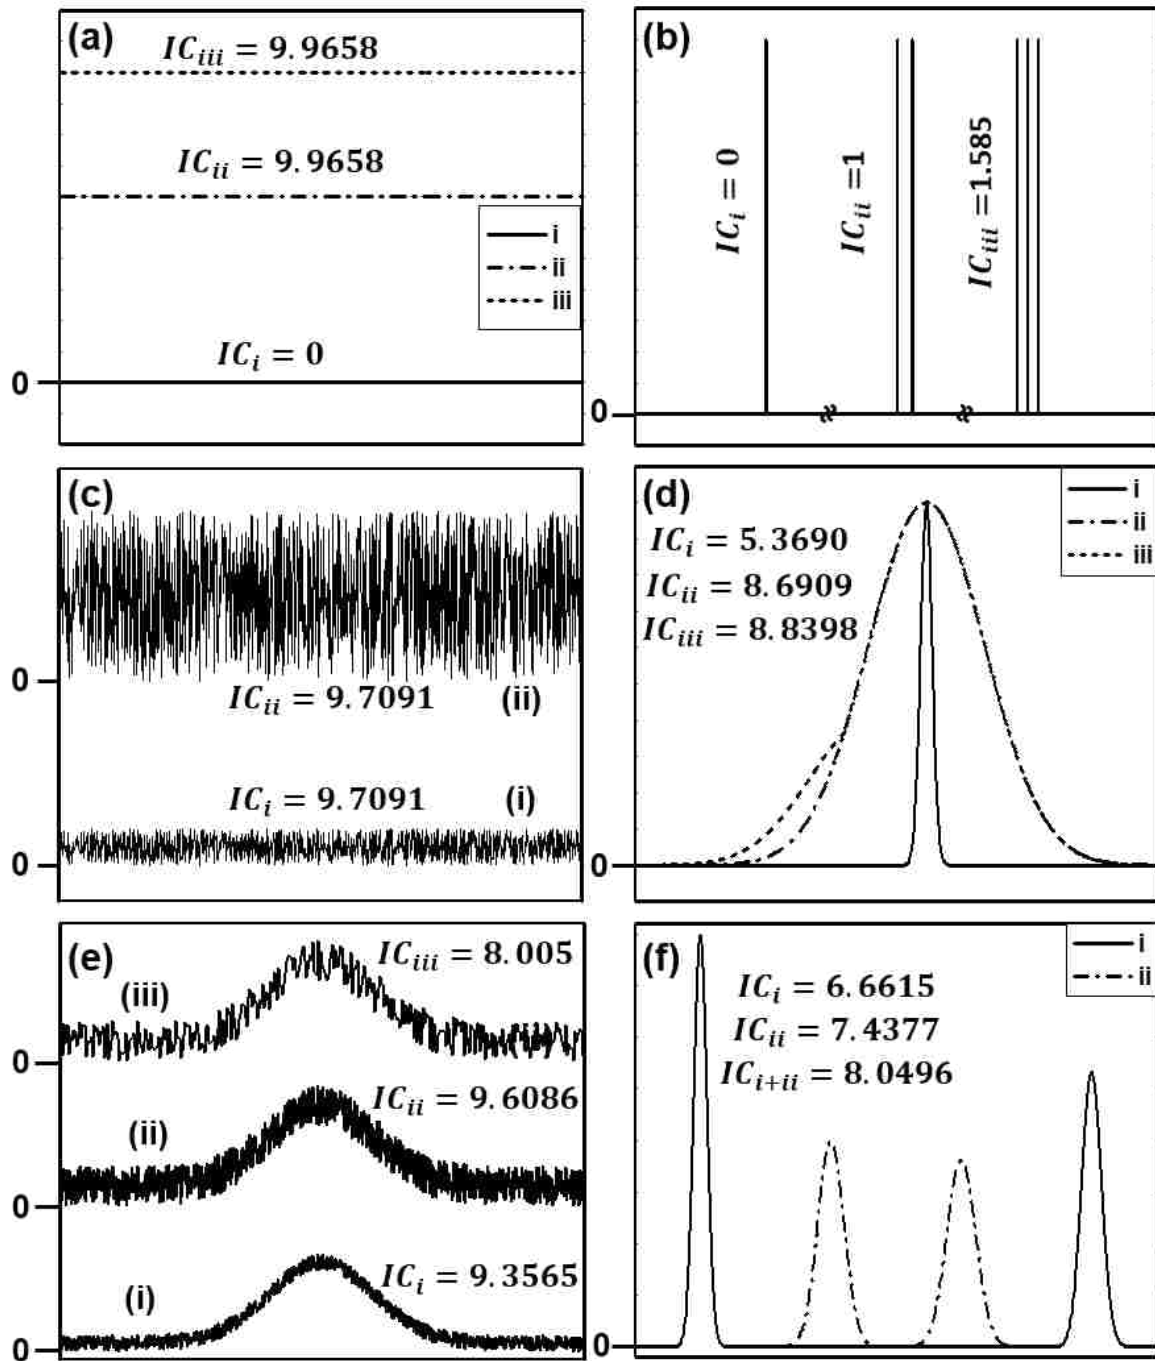 (a)
IC_iii = 9.9658
IC_ii = 9.9658
i
ii
iii
IC_i = 0
0
(b)
IC_i = 0
IC_ii =1
IC_iii =1.585
0
(c)
0
IC_ii = 9.7091 (ii)
IC_i = 9.7091 (i)
0
(d)
i
ii
iii
IC_i = 5.3690
IC_ii = 8.6909
IC_iii = 8.8398
0
(e)
IC_iii = 8.005
(iii)
0
IC_ii = 9.6086
(ii)
0
IC_i = 9.3565
(i)
0
(f)
i
ii
IC_i = 6.6615
IC_ii = 7.4377
IC_i+ii = 8.0496
0